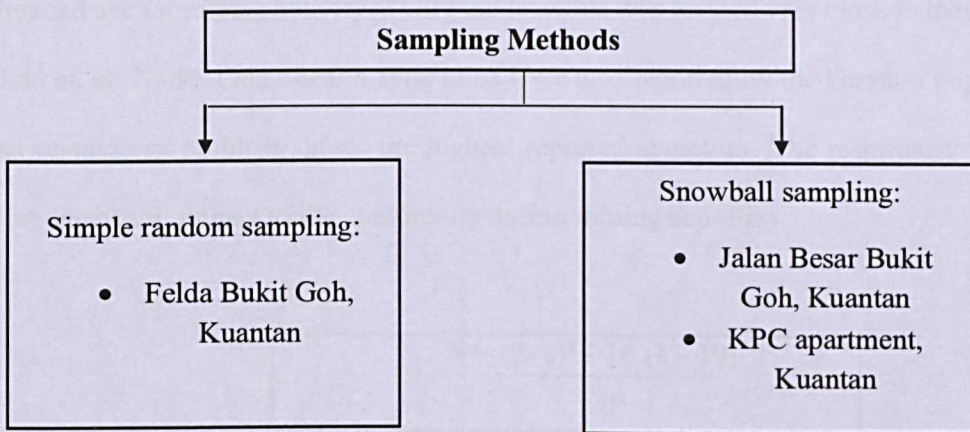 Sampling Methods
Simple random sampling:
• Felda Bukit Goh,
Kuantan
Snowball sampling:
• Jalan Besar Bukit
Goh, Kuantan
• KPC apartment,
Kuantan